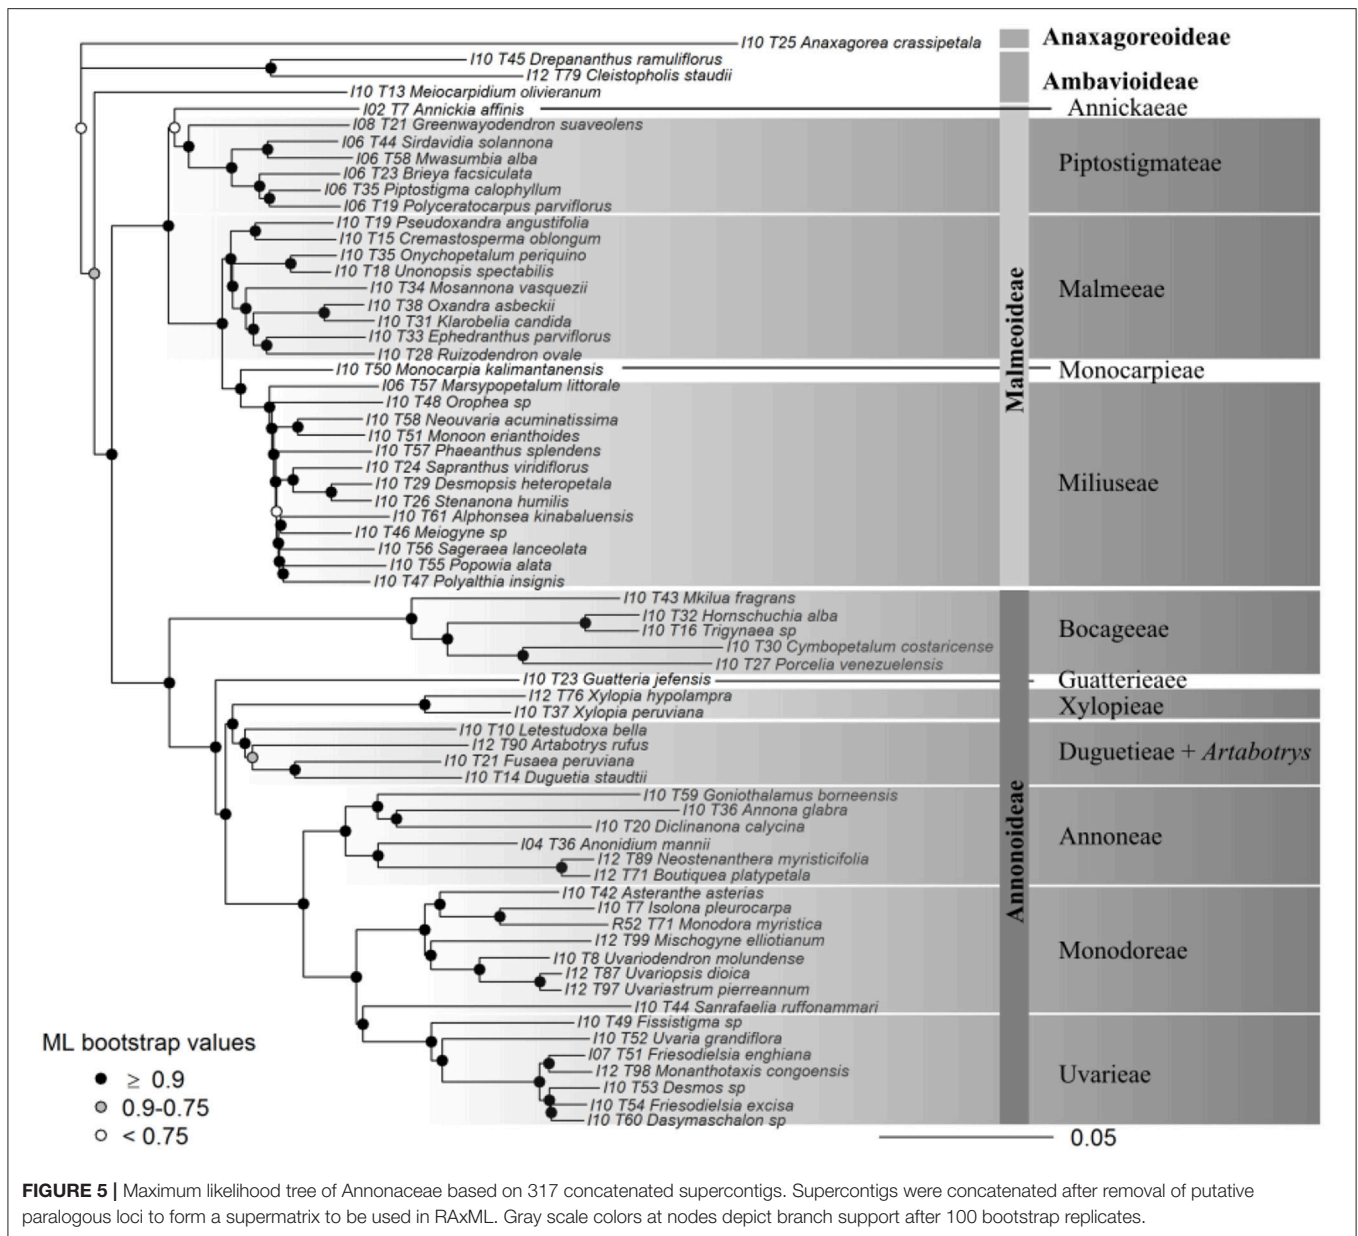 I10 T25 Anaxagorea crassipetala
Anaxagoreoideae
I10 T45 Drepananthus ramuliflorus
I12 T79 Cleistopholis staudii
Ambavioideae
I10 T13 Meiocarpidium olivieranum
I02 T7 Annickia affinis
Annickaeae
I08 T21 Greenwayodendron suaveolens
I06 T44 Sirdavidia solannona
I06 T58 Mwasumbia alba
Piptostigmateae
I06 T23 Brieya facsiculata
I06 T35 Piptostigma calophyllum
I06 T19 Polyceratocarpus parviflorus
I10 T19 Pseudoxandra angustifolia
I10 T15 Cremastosperma oblongum
I10 T35 Onychopetalum periquino
I10 T18 Unonopsis spectabilis
I10 T34 Mosannona vasquezii
Malmeeae
I10 T38 Oxandra asbeckii
I10 T31 Klarobelia candida
I10 T33 Ephedranthus parviflorus
I10 T28 Ruizodendron ovale
Malmeoideae
I10 T50 Monocarpia kalimantanensis
Monocarpieae
I06 T57 Marsypopetalum littorale
I10 T48 Orophea sp
I10 T58 Neouvaria acuminatissima
I10 T51 Monoon erianthoides
I10 T57 Phaeanthus splendens
I10 T24 Sapranthus viridiflorus
I10 T29 Desmopsis heteropetala
Miliuseae
I10 T26 Stenanona humilis
I10 T61 Alphonsea kinabaluensis
I10 T46 Meiogyne sp
I10 T56 Sageraea lanceolata
I10 T55 Popowia alata
I10 T47 Polyalthia insignis
I10 T43 Mkilua fragrans
I10 T32 Hornschuchia alba
I10 T16 Trigynaea sp
Bocageeae
I10 T30 Cymbopetalum costaricense
I10 T27 Porcelia venezuelensis
I10 T23 Guatteria jefensis
Guatterieaee
I12 T76 Xylopia hypolampra
I10 T37 Xylopia peruviana
Xylopieae
I10 T10 Letestudoxa bella
I12 T90 Artabotrys rufus
Duguetieae + Artabotrys
I10 T21 Fusaea peruviana
I10 T14 Duguetia staudtii
I10 T59 Goniothalamus borneensis
I10 T36 Annona glabra
I10 T20 Diclinanona calycina
Annoneae
I04 T36 Anonidium mannii
I12 T89 Neostenanthera myristicifolia
I12 T71 Boutiquea platypetala
Annonoideae
I10 T42 Asteranthe asterias
I10 T7 Isolona pleurocarpa
R52 T71 Monodora myristica
I12 T99 Mischogyne elliotianum
Monodoreae
I10 T8 Uvariodendron molundense
I12 T87 Uvariopsis dioica
I12 T97 Uvariastrum pierreannum
I10 T44 Sanrafaelia ruffonammari
I10 T49 Fissistigma sp
I10 T52 Uvaria grandiflora
I07 T51 Friesodielsia enghiana
I12 T98 Monanthotaxis congoensis
Uvarieae
I10 T53 Desmos sp
I10 T54 Friesodielsia excisa
I10 T60 Dasymaschalon sp
ML bootstrap values
≥ 0.9
0.9-0.75
< 0.75
0.05
FIGURE 5 | Maximum likelihood tree of Annonaceae based on 317 concatenated supercontigs. Supercontigs were concatenated after removal of putative
paralogous loci to form a supermatrix to be used in RAxML. Gray scale colors at nodes depict branch support after 100 bootstrap replicates.